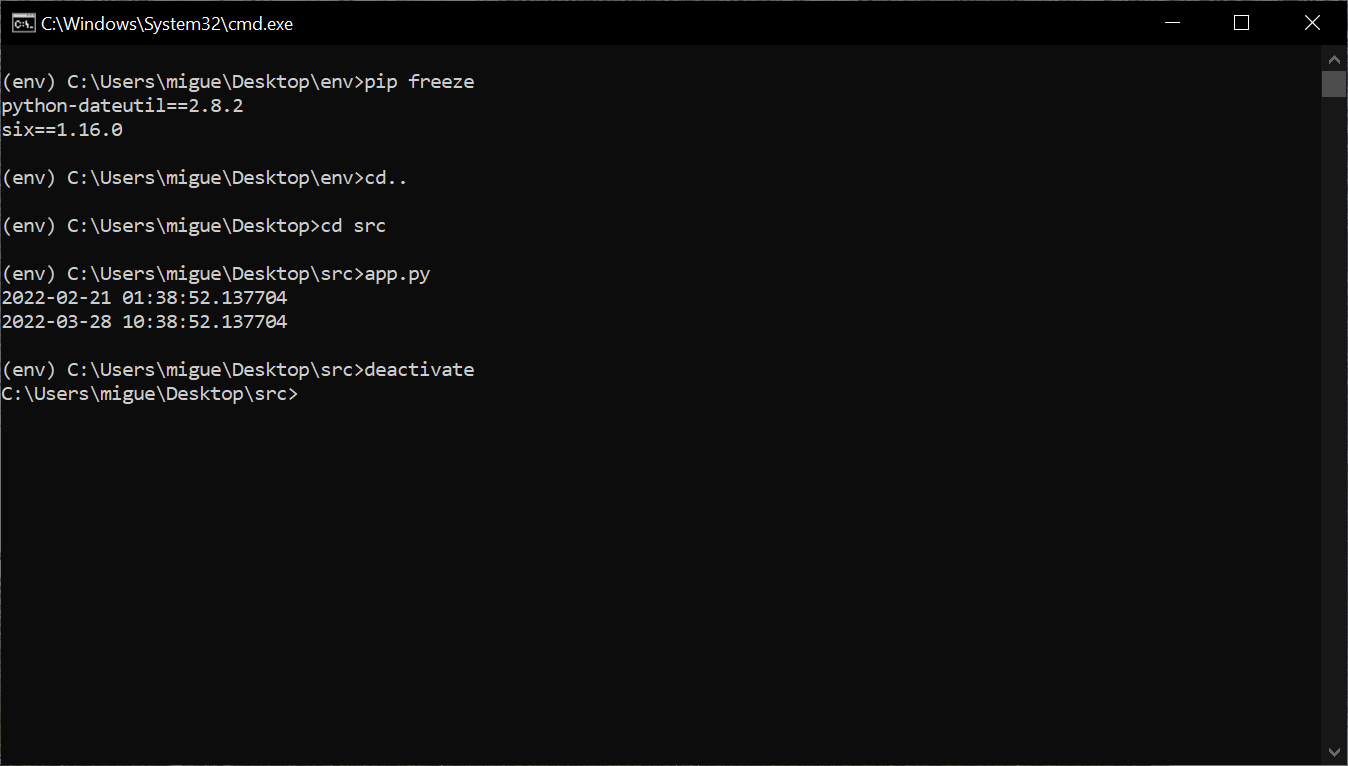 C:\Windows\System32\cmd.exe
(env) C:\Users\migue\Desktop\env>pip freeze
python-dateutil==2.8.2
six==1.16.0
(env) C:\Users\migue\Desktop\env>cd..
(env) C:\Users\migue\Desktop>cd src
(env) C:\Users\migue\Desktop\src>app.py
2022-02-21 01:38:52.137704
2022-03-28 10:38:52.137704
(env) C:\Users\migue\Desktop\src>deactivate
C:\Users\migue\Desktop\src>